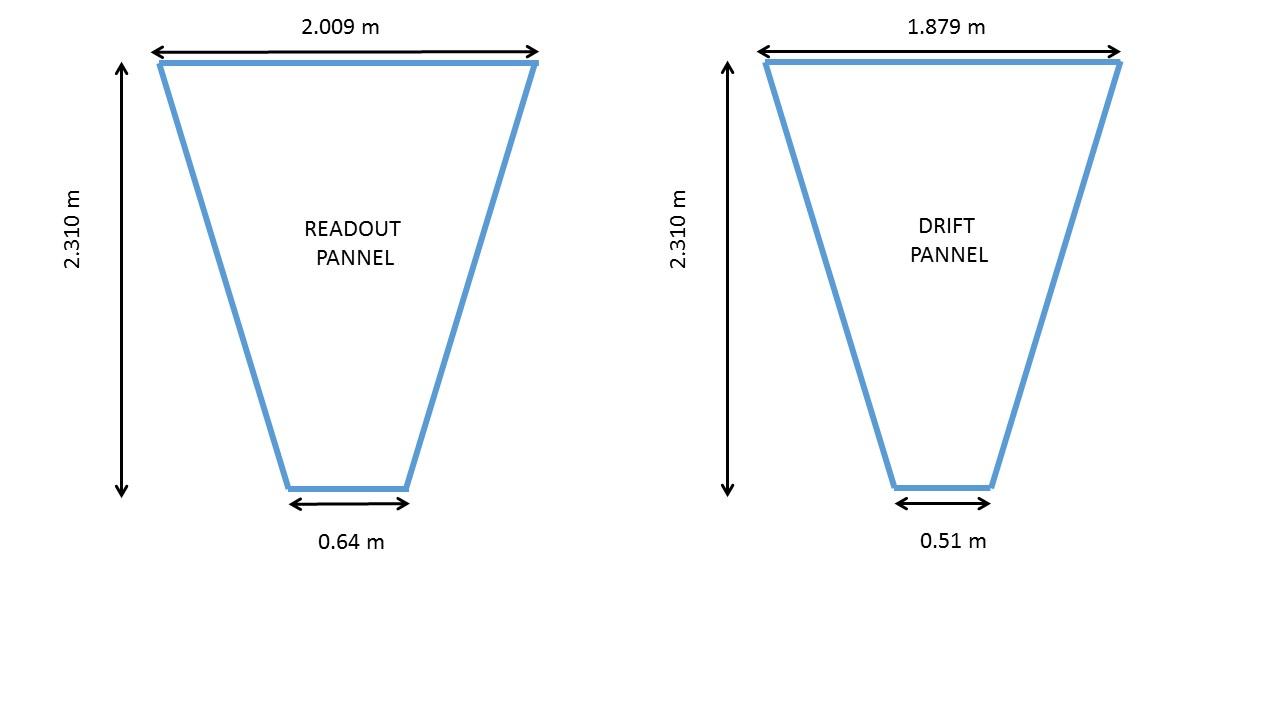 2.009 m
2.310 m
READOUT
PANNEL
0.64 m
1.879 m
2.310 m
DRIFT
PANNEL
0.51 m